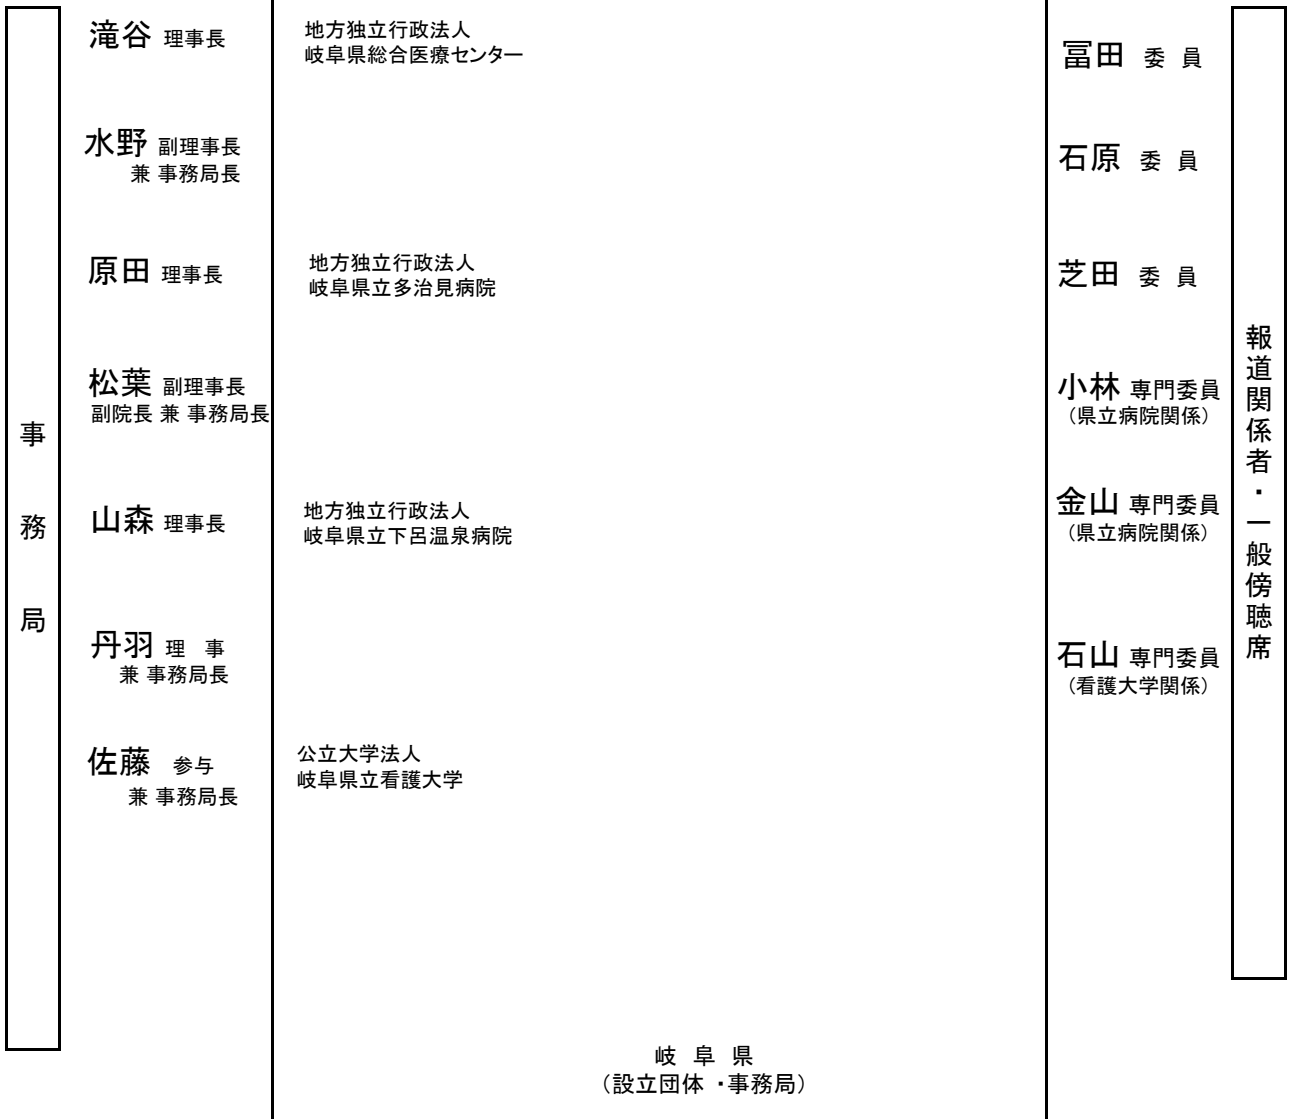 事務局
滝谷 理事長
地方独立行政法人
岐阜県総合医療センター
水野 副理事長
兼 事務局長
原田 理事長
地方独立行政法人
岐阜県立多治見病院
松葉 副理事長
副院長 兼 事務局長
山森 理事長
地方独立行政法人
岐阜県立下呂温泉病院
丹羽 理 事
兼 事務局長
佐藤 参与
兼 事務局長
公立大学法人
岐阜県立看護大学
冨田 委 員
石原 委 員
芝田 委 員
小林 専門委員
（県立病院関係）
金山 専門委員
（県立病院関係）
石山 専門委員
（看護大学関係）
報道関係者・一般傍聴席
岐 阜 県
（設立団体 ・事務局）